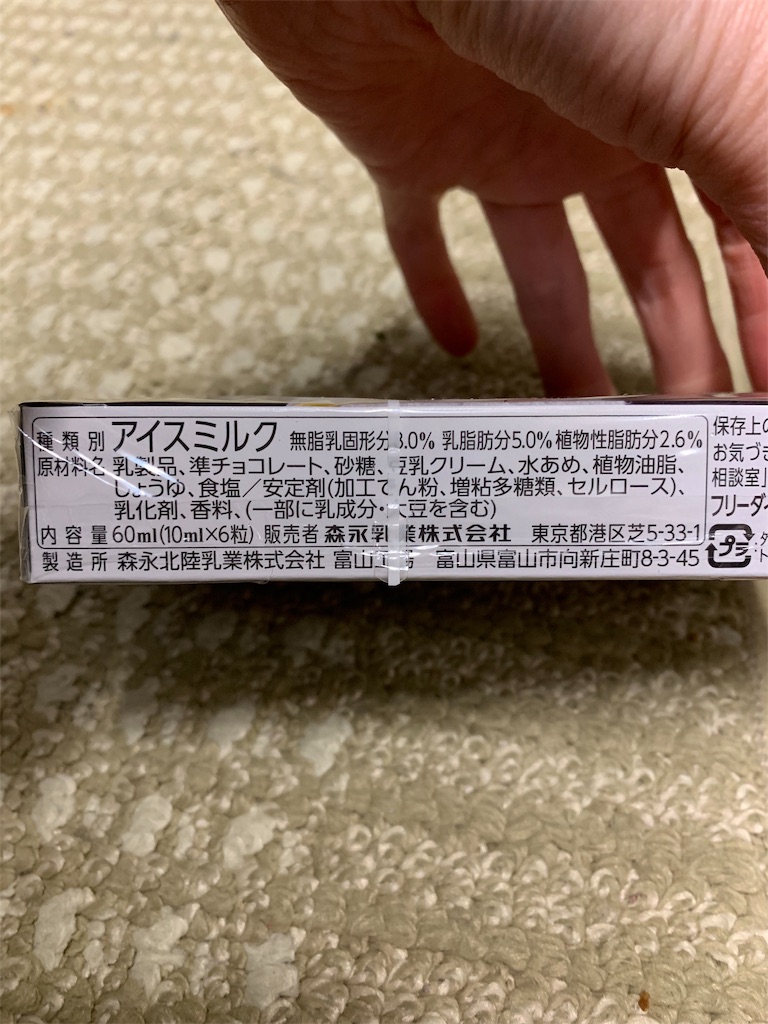 種類別 アイスミルク 無脂乳固形分8.0% 乳脂肪分5.0% 植物性脂肪分2.6%
原材料名 乳製品、準チョコレート、砂糖、豆乳クリーム、水あめ、植物油脂、
しょうゆ、食塩／安定剤(加工でん粉、増粘多糖類、セルロース)、
乳化剤、香料、(一部に乳成分・大豆を含む)
内容量 60ml(10ml×6粒) 販売者 森永乳業株式会社 東京都港区芝5-33-1
製造所 森永北陸乳業株式会社 富山工場 富山県富山市向新庄町8-3-45
保存上の
お気づき
相談室」
フリーダイ
プラ